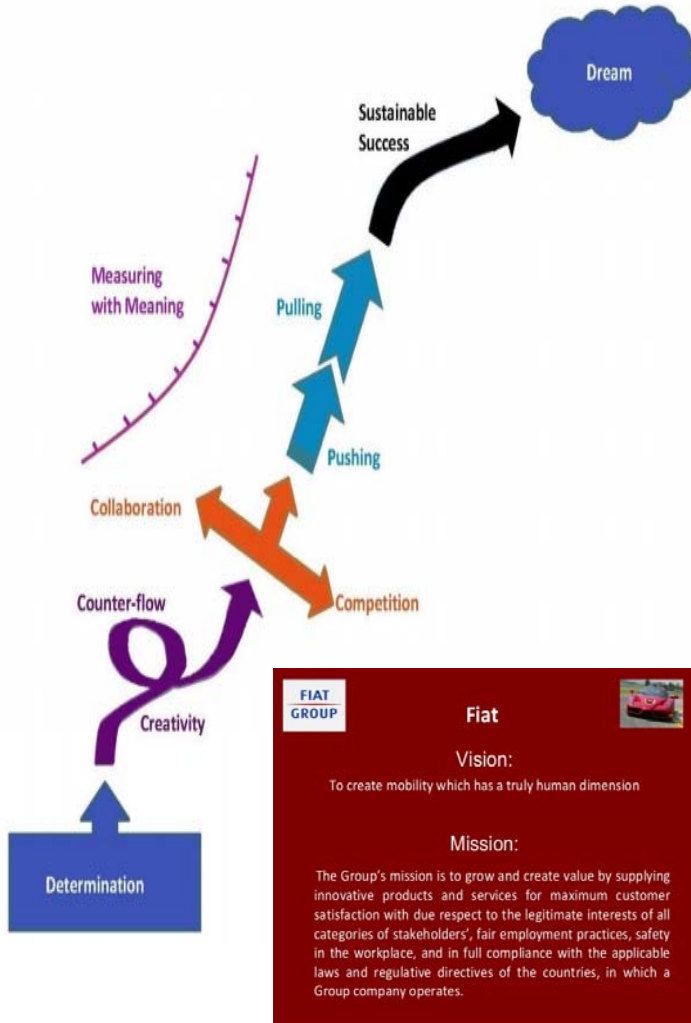 Dream
Sustainable
Success
Measuring
with Meaning
Pulling
Pushing
Collaboration
Counter-flow
Competition
Creativity
Determination
FIAT
GROUP
Fiat
Vision:
To create mobility which has a truly human dimension
Mission:
The Group's mission is to grow and create value by supplying
innovative products and services for maximum customer
satisfaction with due respect to the legitimate interests of all
categories of stakeholders', fair employment practices, safety
in the workplace, and in full compliance with the applicable
laws and regulative directives of the countries, in which a
Group company operates.